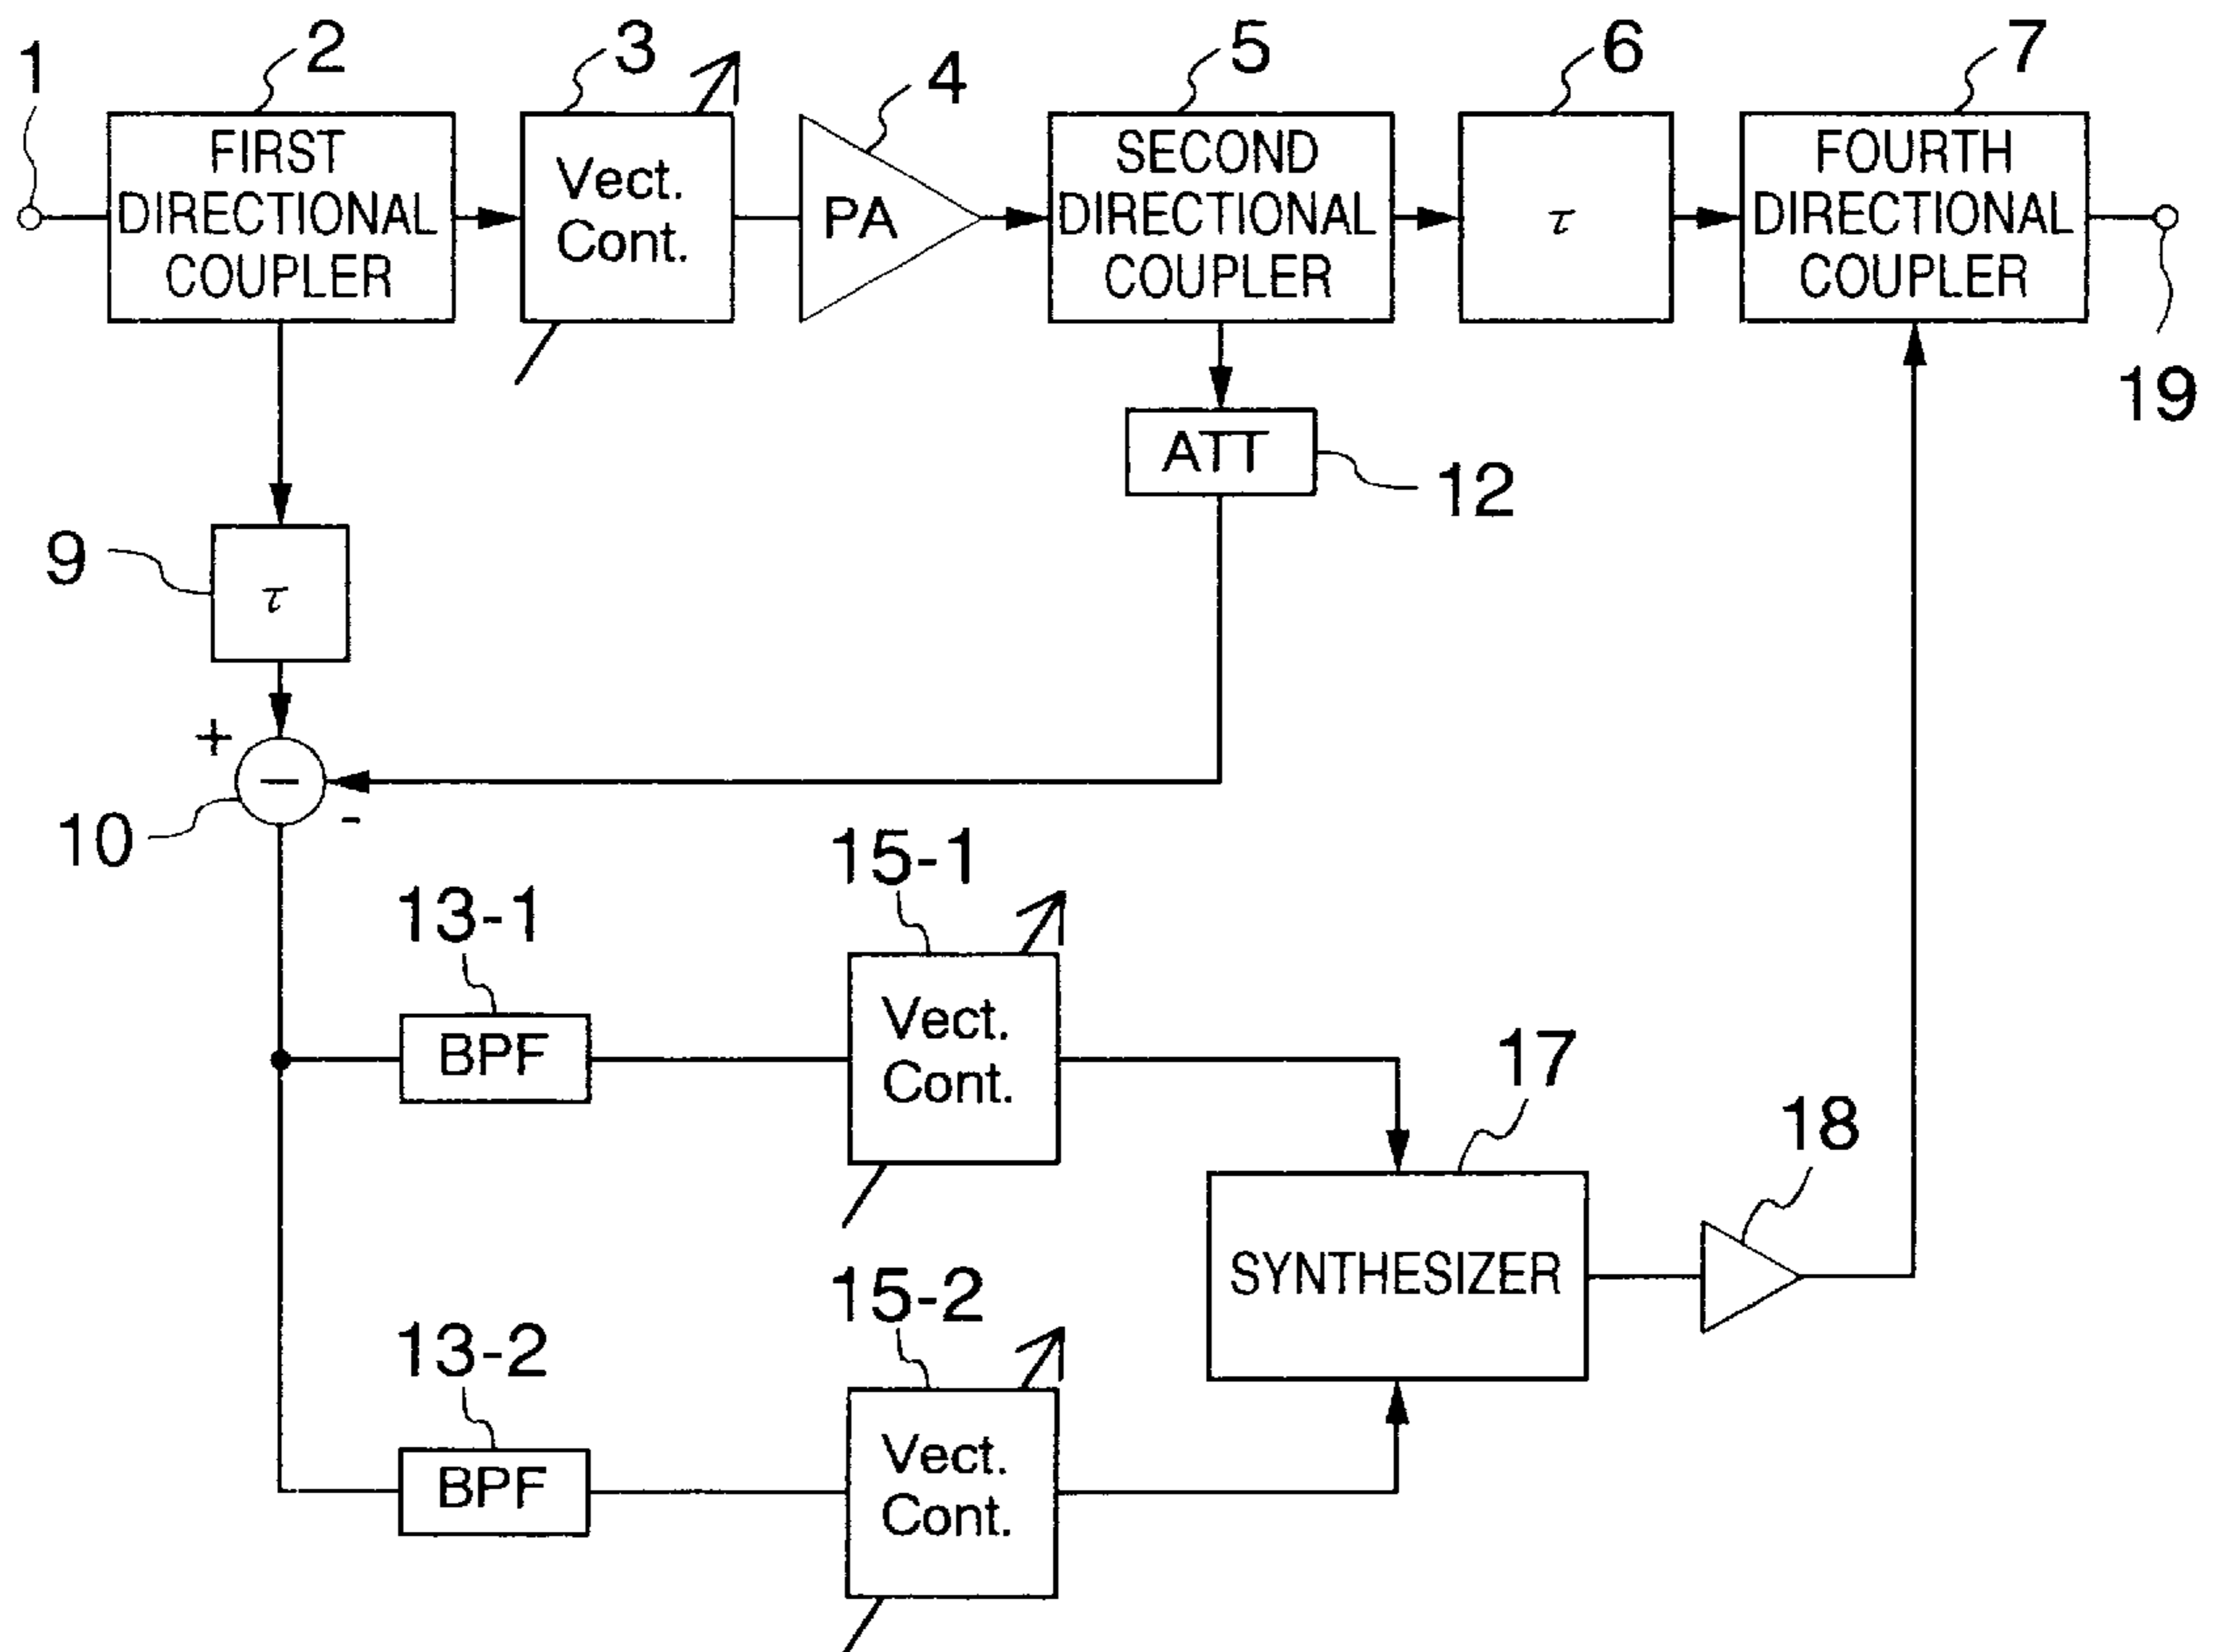 1
2
3
4
5
6
7
FIRST
DIRECTIONAL
COUPLER
Vect.
Cont.
PA
SECOND
DIRECTIONAL
COUPLER
τ
FOURTH
DIRECTIONAL
COUPLER
19
ATT
12
9
τ
+
−
-
10
15-1
13-1
BPF
Vect.
Cont.
17
18
SYNTHESIZER
15-2
13-2
BPF
Vect.
Cont.